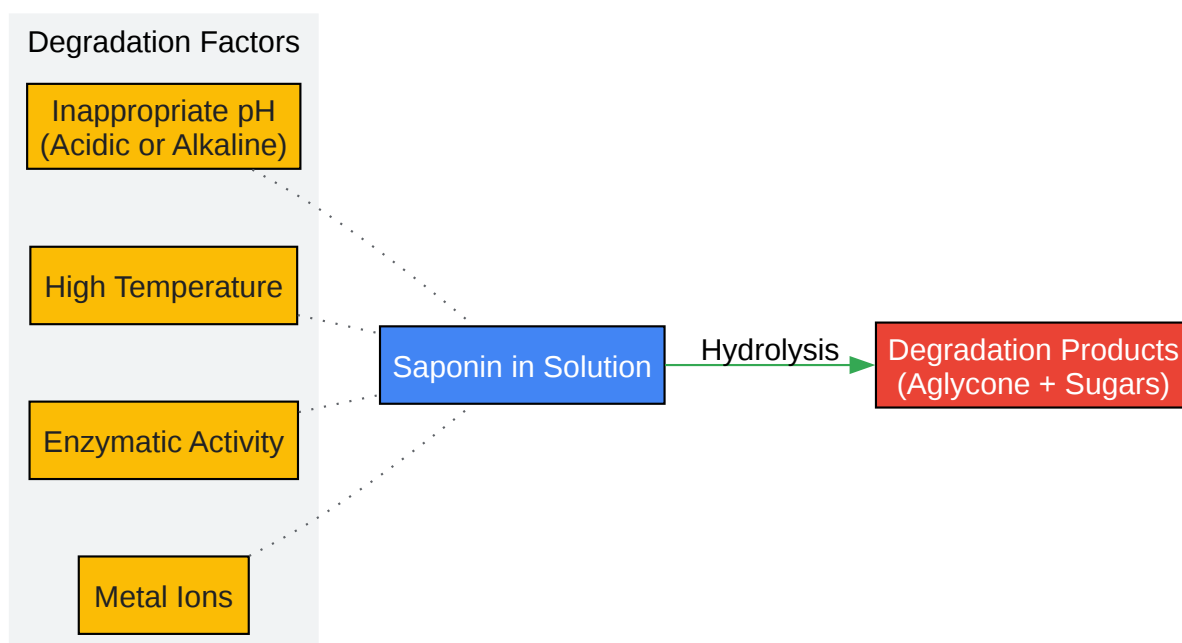 Degradation Factors
Inappropriate pH
(Acidic or Alkaline)
High Temperature
Enzymatic Activity
Metal Ions
Saponin in Solution
Hydrolysis
Degradation Products
(Aglycone + Sugars)